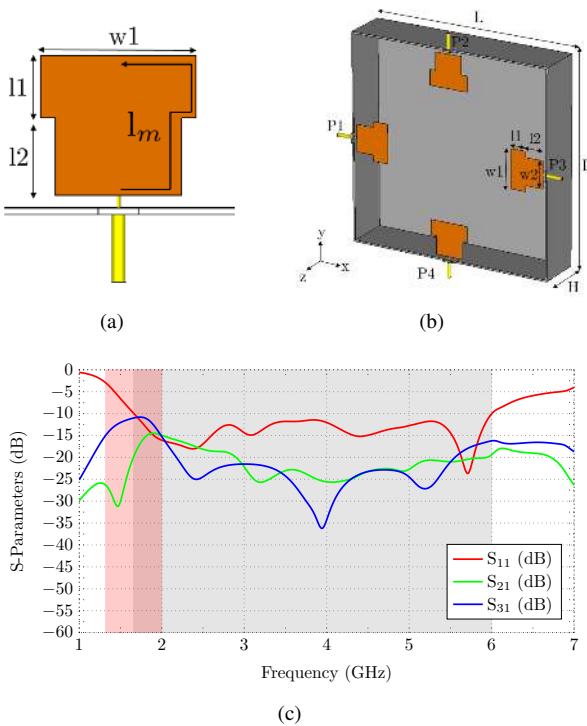 w1
l1
l2
lm
(a)
L
P2
P1
l1
l2
w1
w2
P3
P4
H
y
x
z
(b)
S-Parameters (dB)
0
−5
−10
−15
−20
−25
−30
−35
−40
−45
−50
−55
−60
1
2
3
4
5
6
7
Frequency (GHz)
S11 (dB)
S21 (dB)
S31 (dB)
(c)